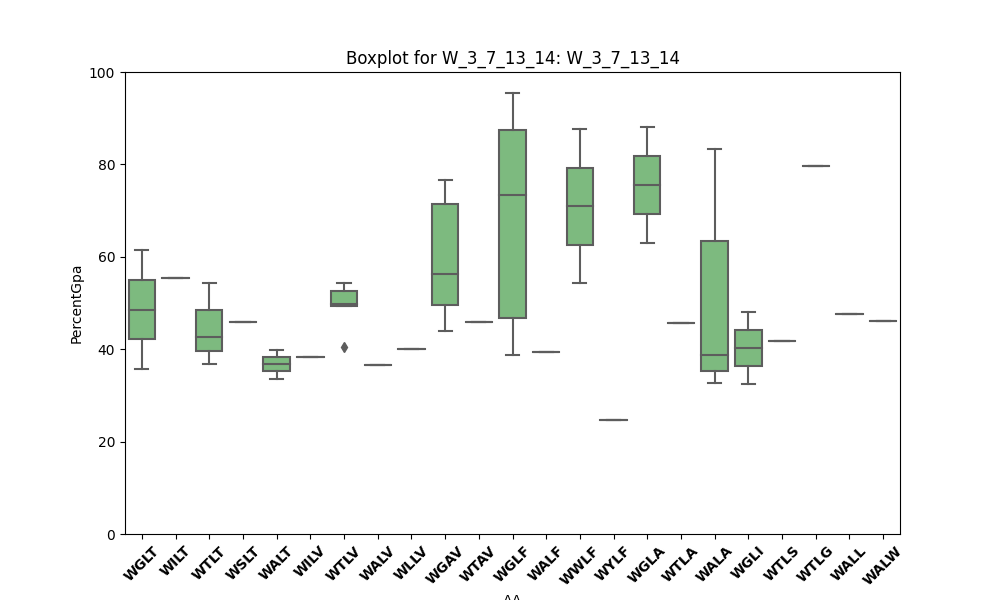 Boxplot for W_3_7_13_14: W_3_7_13_14
100
80
60
40
20
0
PercentGpa
WGLT WILT WTLT WSLT WALT WILV WTLV WALV WLLV WGAV WTAV WGLF WALF WWLF WYLF WGLA WTLA WALA WGLI WTLS WTLG WALL WALW
AA